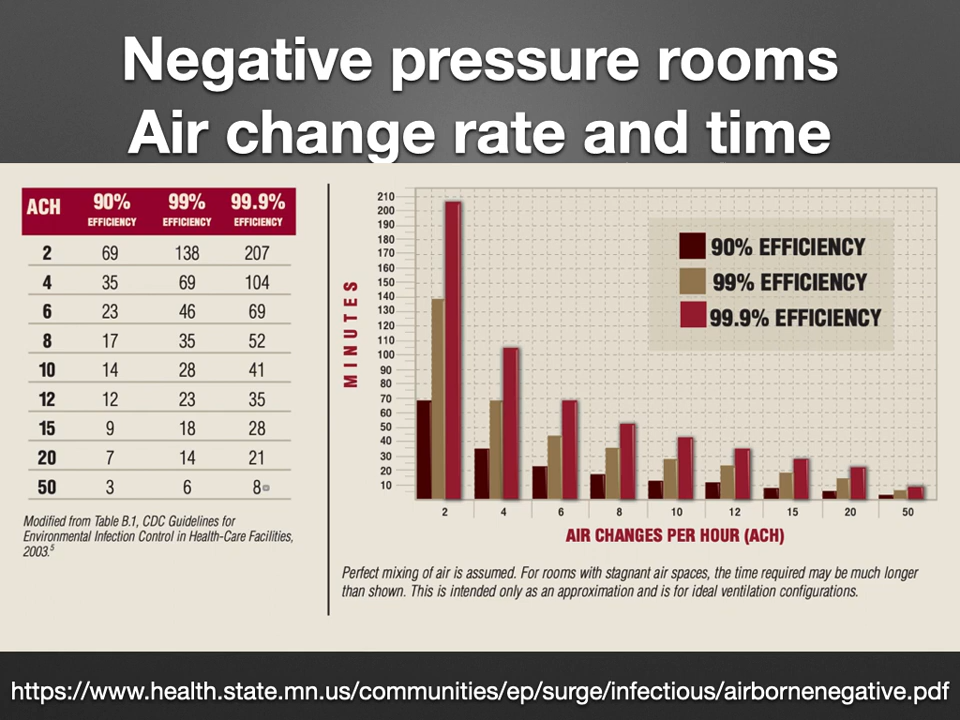 Negative pressure rooms
Air change rate and time
ACH 90% EFFICIENCY 99% EFFICIENCY 99.9% EFFICIENCY
2 69 138 207
4 35 69 104
6 23 46 69
8 17 35 52
10 14 28 41
12 12 23 35
15 9 18 28
20 7 14 21
50 3 6 8
Modified from Table B.1, CDC Guidelines for
Environmental Infection Control in Health-Care Facilities,
2003.5
MINUTES
210
200
190
180
170
160
150
140
130
120
110
100
90
80
70
60
50
40
30
20
10
90% EFFICIENCY
99% EFFICIENCY
99.9% EFFICIENCY
2 4 6 8 10 12 15 20 50
AIR CHANGES PER HOUR (ACH)
Perfect mixing of air is assumed. For rooms with stagnant air spaces, the time required may be much longer
than shown. This is intended only as an approximation and is for ideal ventilation configurations.
https://www.health.state.mn.us/communities/ep/surge/infectious/airbornenegative.pdf